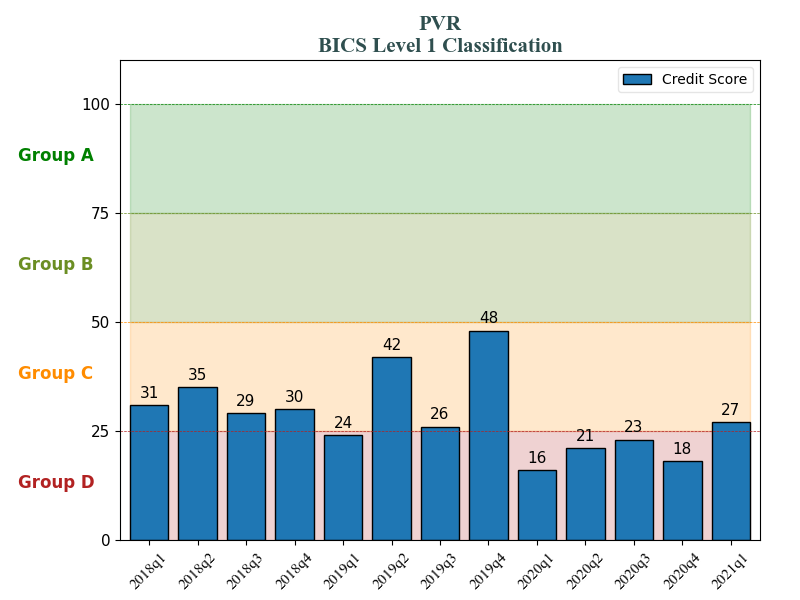 PVR
BICS Level 1 Classification
Credit Score
100
Group A
75
Group B
50
48
42
Group C
35
31
30
29
27
26
25
24
23
21
18
16
Group D
0
2018q1 2018q2 2018q3 2018q4 2019q1 2019q2 2019q3 2019q4 2020q1 2020q2 2020q3 2020q4 2021q1